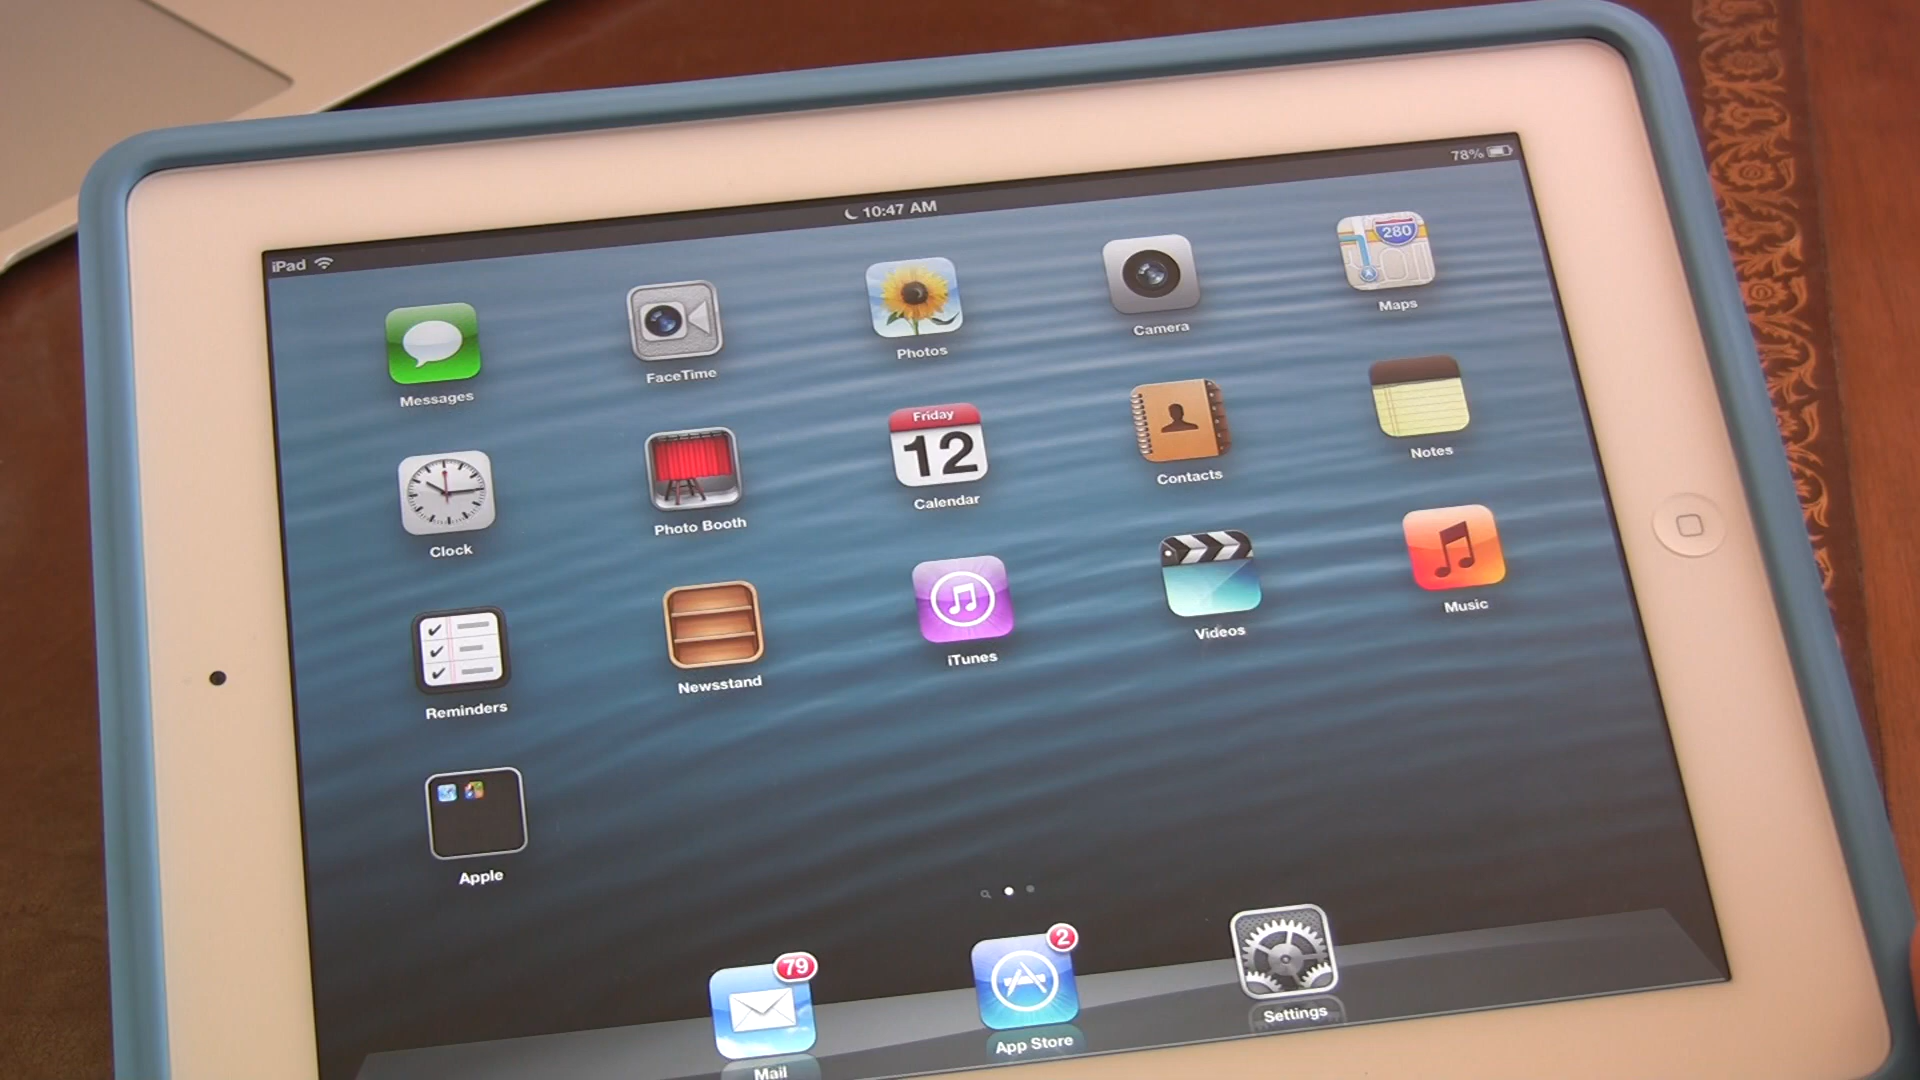 iPad
10:47 AM
78%
Messages
FaceTime
Photos
Camera
280
Maps
Clock
Photo Booth
Friday
12
Calendar
Contacts
Notes
Reminders
Newsstand
iTunes
Videos
Music
Apple
79
Mail
2
App Store
Settings